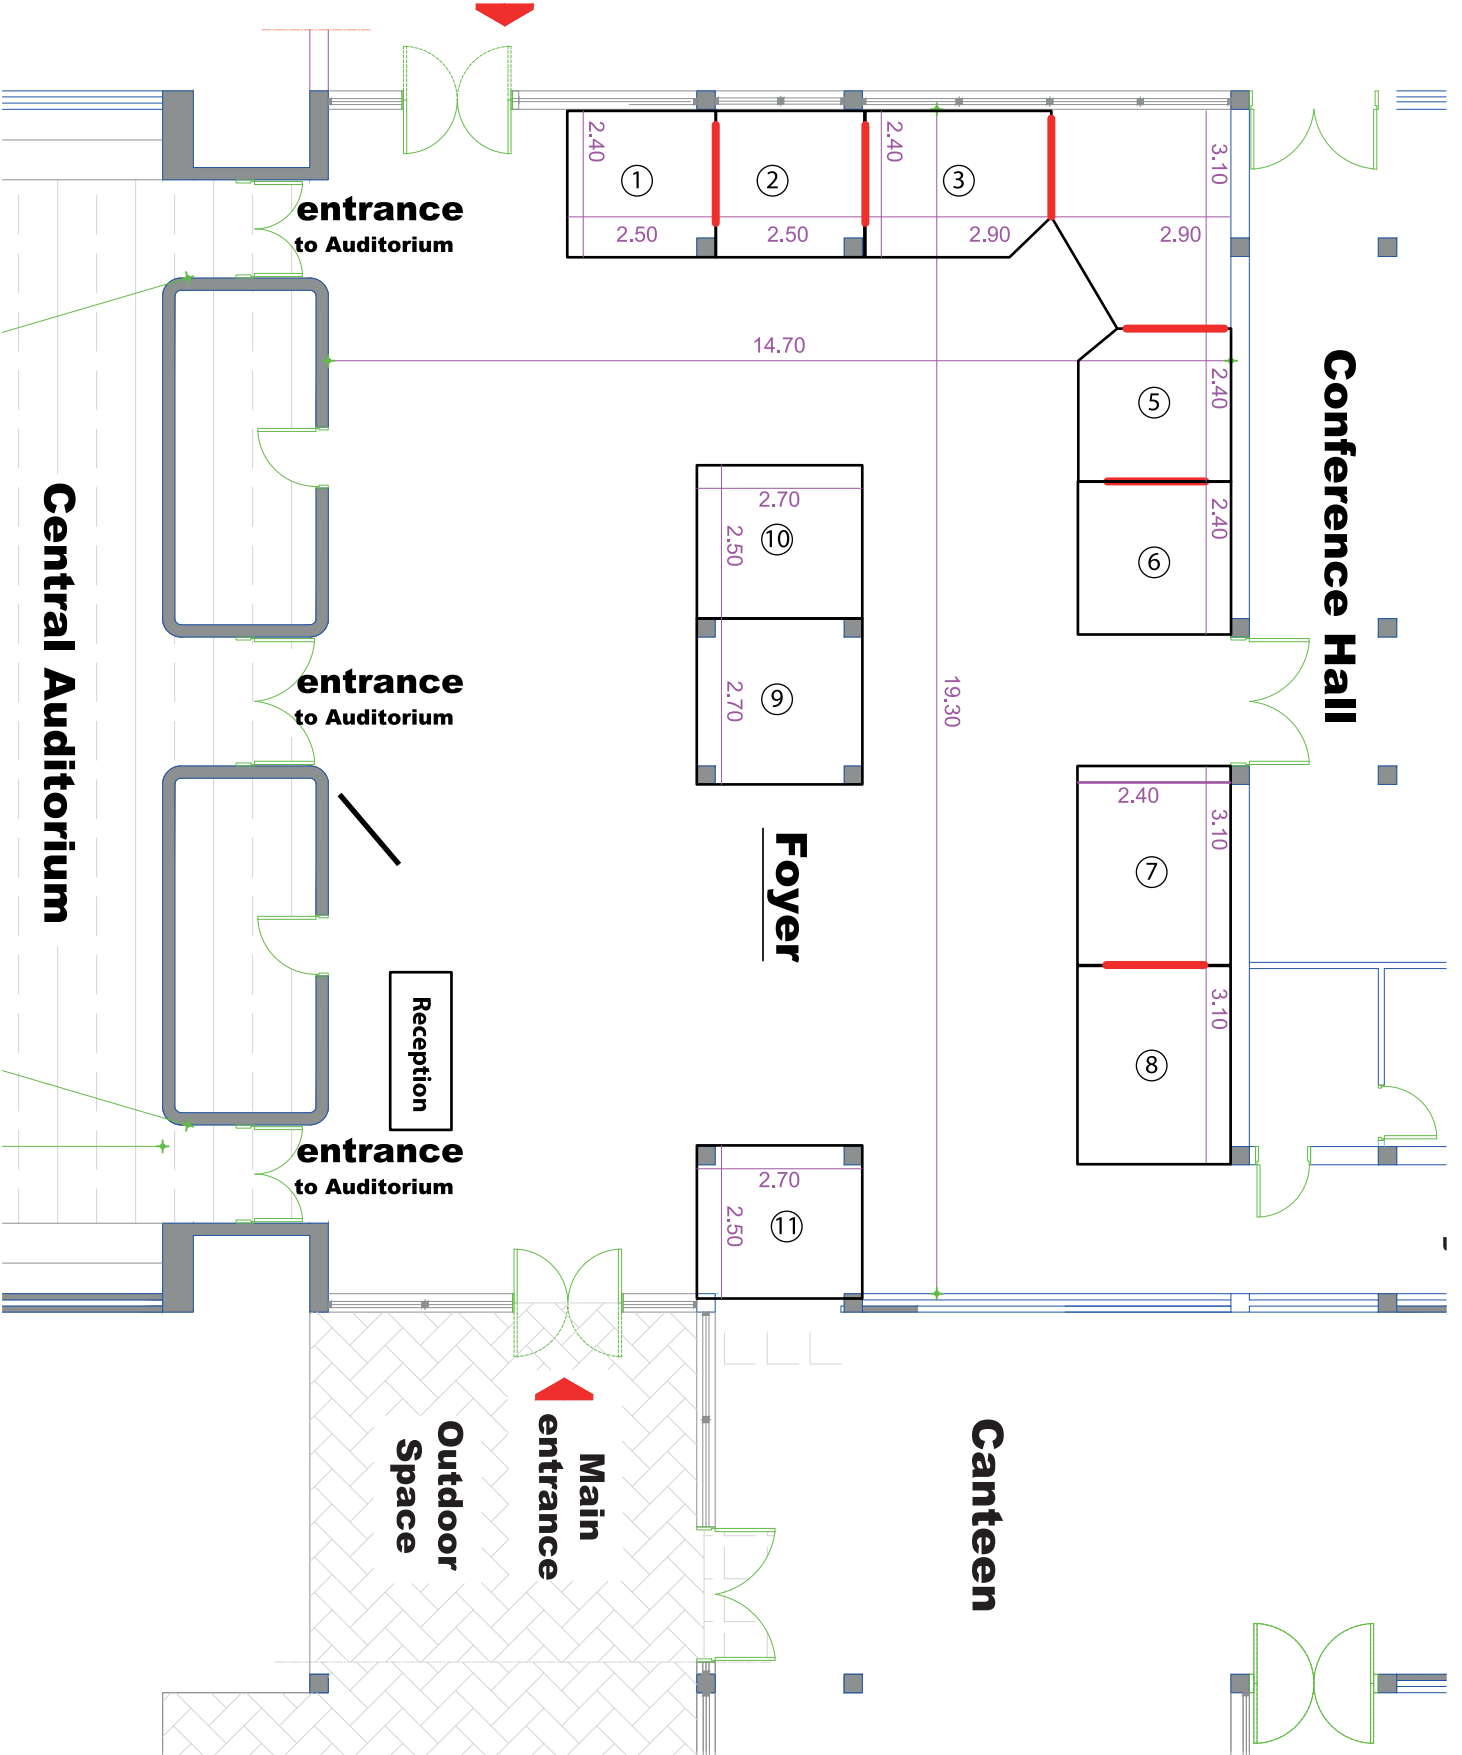 2.40
2.40
3.10
①
②
③
entrance
to Auditorium
2.50
2.50
2.90
2.90
14.70
2.40
⑤
Conference Hall
2.70
2.50
⑩
2.40
⑥
Central Auditorium
entrance
to Auditorium
2.70
⑨
19.30
2.40
3.10
⑦
Foyer
Reception
3.10
⑧
entrance
to Auditorium
2.70
2.50
⑪
Main
entrance
Outdoor
Space
Canteen